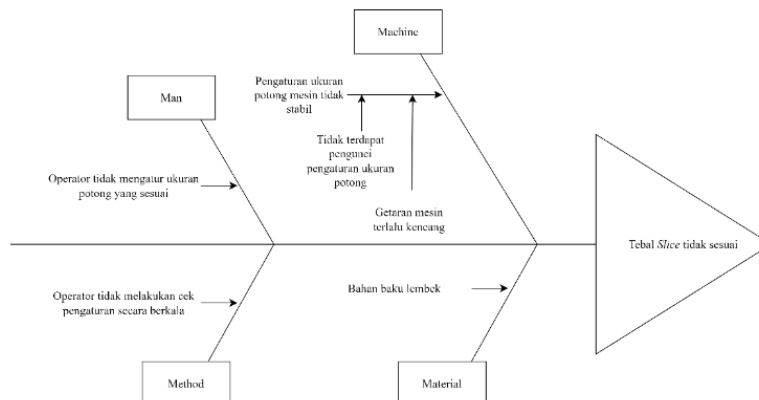 Machine
Pengaturan ukuran
potong mesin tidak
stabil
Man
Tidak terdapat
pengunci
pengaturan ukuran
potong
Operator tidak mengatur ukuran
potong yang sesuai
Getaran mesin
terlalu kencang
Tebal Slice tidak sesuai
Operator tidak melakukan cek
pengaturan secara berkala
Bahan baku lembek
Method
Material